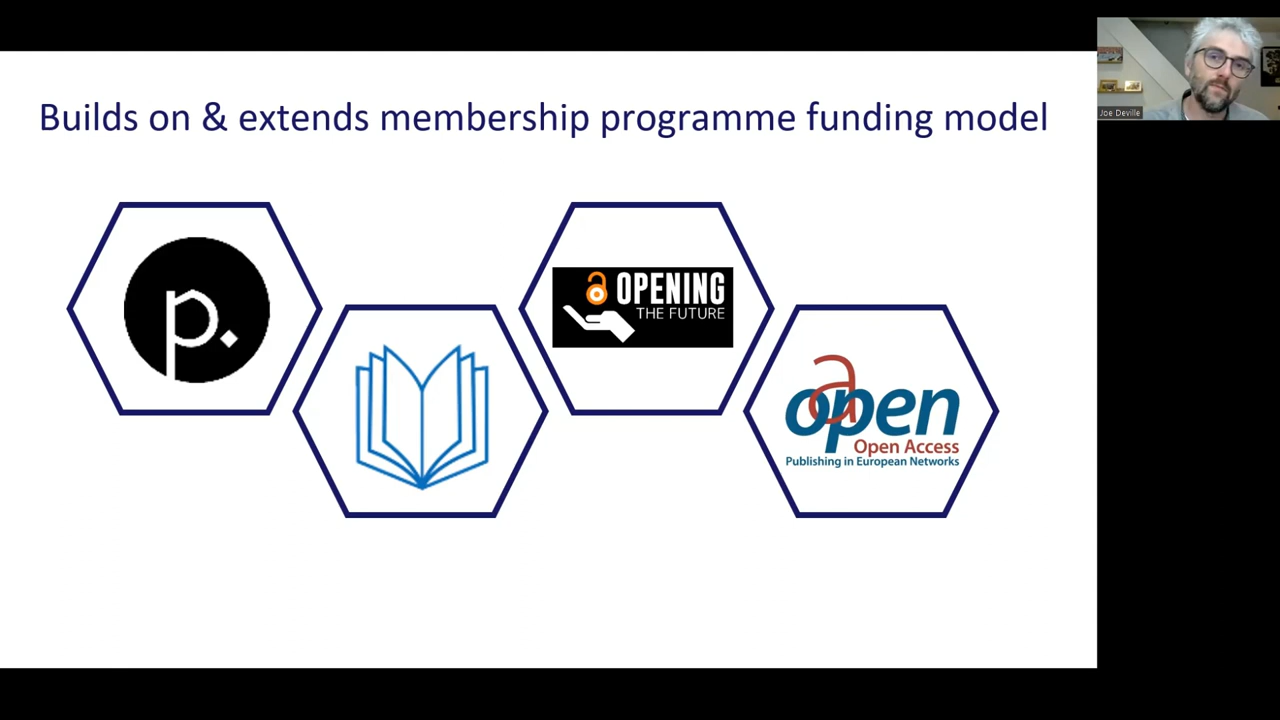 Builds on & extends membership programme funding model
p.
OPENING
THE FUTURE
open
Open Access
Publishing in European Networks
Joe Deville